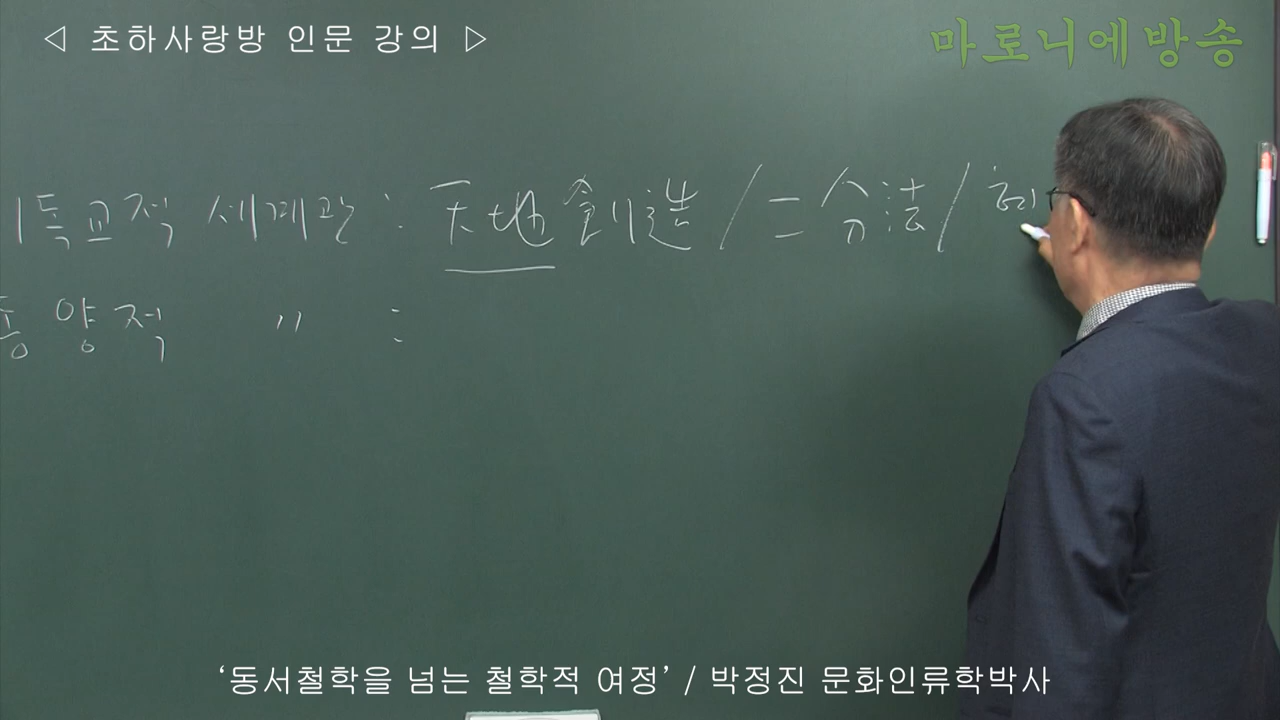 ◁ 초하사랑방 인문 강의 ▷
마로니에방송
기독교적 세계관 : 天地創造 / 二分法 /
동양적 〃 :
‘동서철학을 넘는 철학적 여정’ / 박정진 문화인류학박사